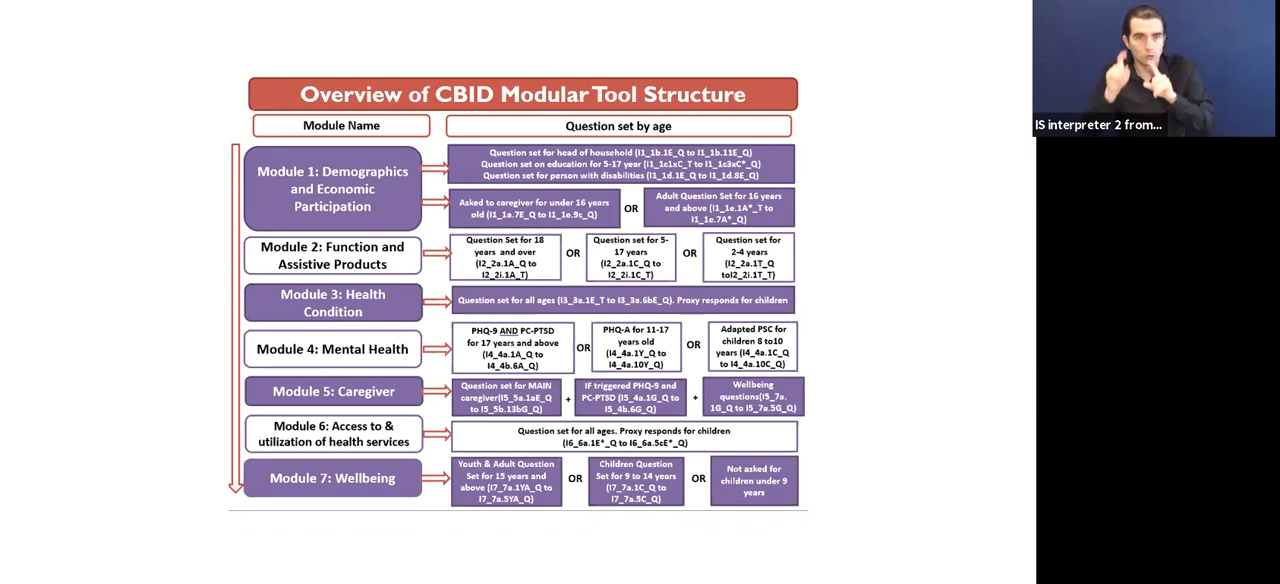 Overview of CBID Modular Tool Structure
Module Name
Question set by age
Module 1: Demographics
and Economic
Participation
Question set for head of household (I1_1b.1E_Q to I1_1b.11E_Q)
Question set on education for 5-17 year (I1_1c1xC_T to I1_1c3xC*_Q)
Question set for person with disabilities (I1_1d.1E_Q to I1_1d.8E_Q)
Asked to caregiver for under 16 years
old (I1_1a.7E_Q to I1_1e.9c_Q)
OR
Adult Question Set for 16 years
and above (I1_1e.1A*_T to
I1_1e.7A*_Q)
Module 2: Function and
Assistive Products
Question Set for 18
years and over
(I2_2a.1A_Q to
I2_2i.1A_T)
OR
Question set for 5-
17 years
(I2_2a.1C_Q to
I2_2i.1C_T)
OR
Question set for
2-4 years
(I2_2a.1T_Q
toI2_2i.1T_T)
Module 3: Health
Condition
Question set for all ages (I3_3a.1E_T to I3_3a.6bE_Q). Proxy responds for children
Module 4: Mental Health
PHQ-9 AND PC-PTSD
for 17 years and above
(I4_4a.1A_Q to
I4_4b.6A_Q)
OR
PHQ-A for 11-17
years old
(I4_4a.1Y_Q to
I4_4a.10Y_Q)
OR
Adapted PSC for
children 8 to10
years (I4_4a.1C_Q
to I4_4a.10C_Q)
Module 5: Caregiver
Question set for MAIN
caregiver(I5_5a.1aE_Q
to I5_5b.13bG_Q)
+
IF triggered PHQ-9 and
PC-PTSD (I5_4a.1G_Q to
I5_4b.6G_Q)
+
Wellbeing
questions(I5_7a.
1G_Q to I5_7a.5G_Q)
Module 6: Access to &
utilization of health services
Question set for all ages. Proxy responds for children
(I6_6a.1E*_Q to I6_6a.5cE*_Q)
Module 7: Wellbeing
Youth & Adult Question
Set for 15 years and
above(I7_7a.1YA_Q to
I7_7a.5YA_Q)
OR
Children Question
Set for 9 to 14 years
(I7_7a.1C_Q to
I7_7a.5C_Q)
OR
Not asked for
children under 9
years
IS interpreter 2 from...